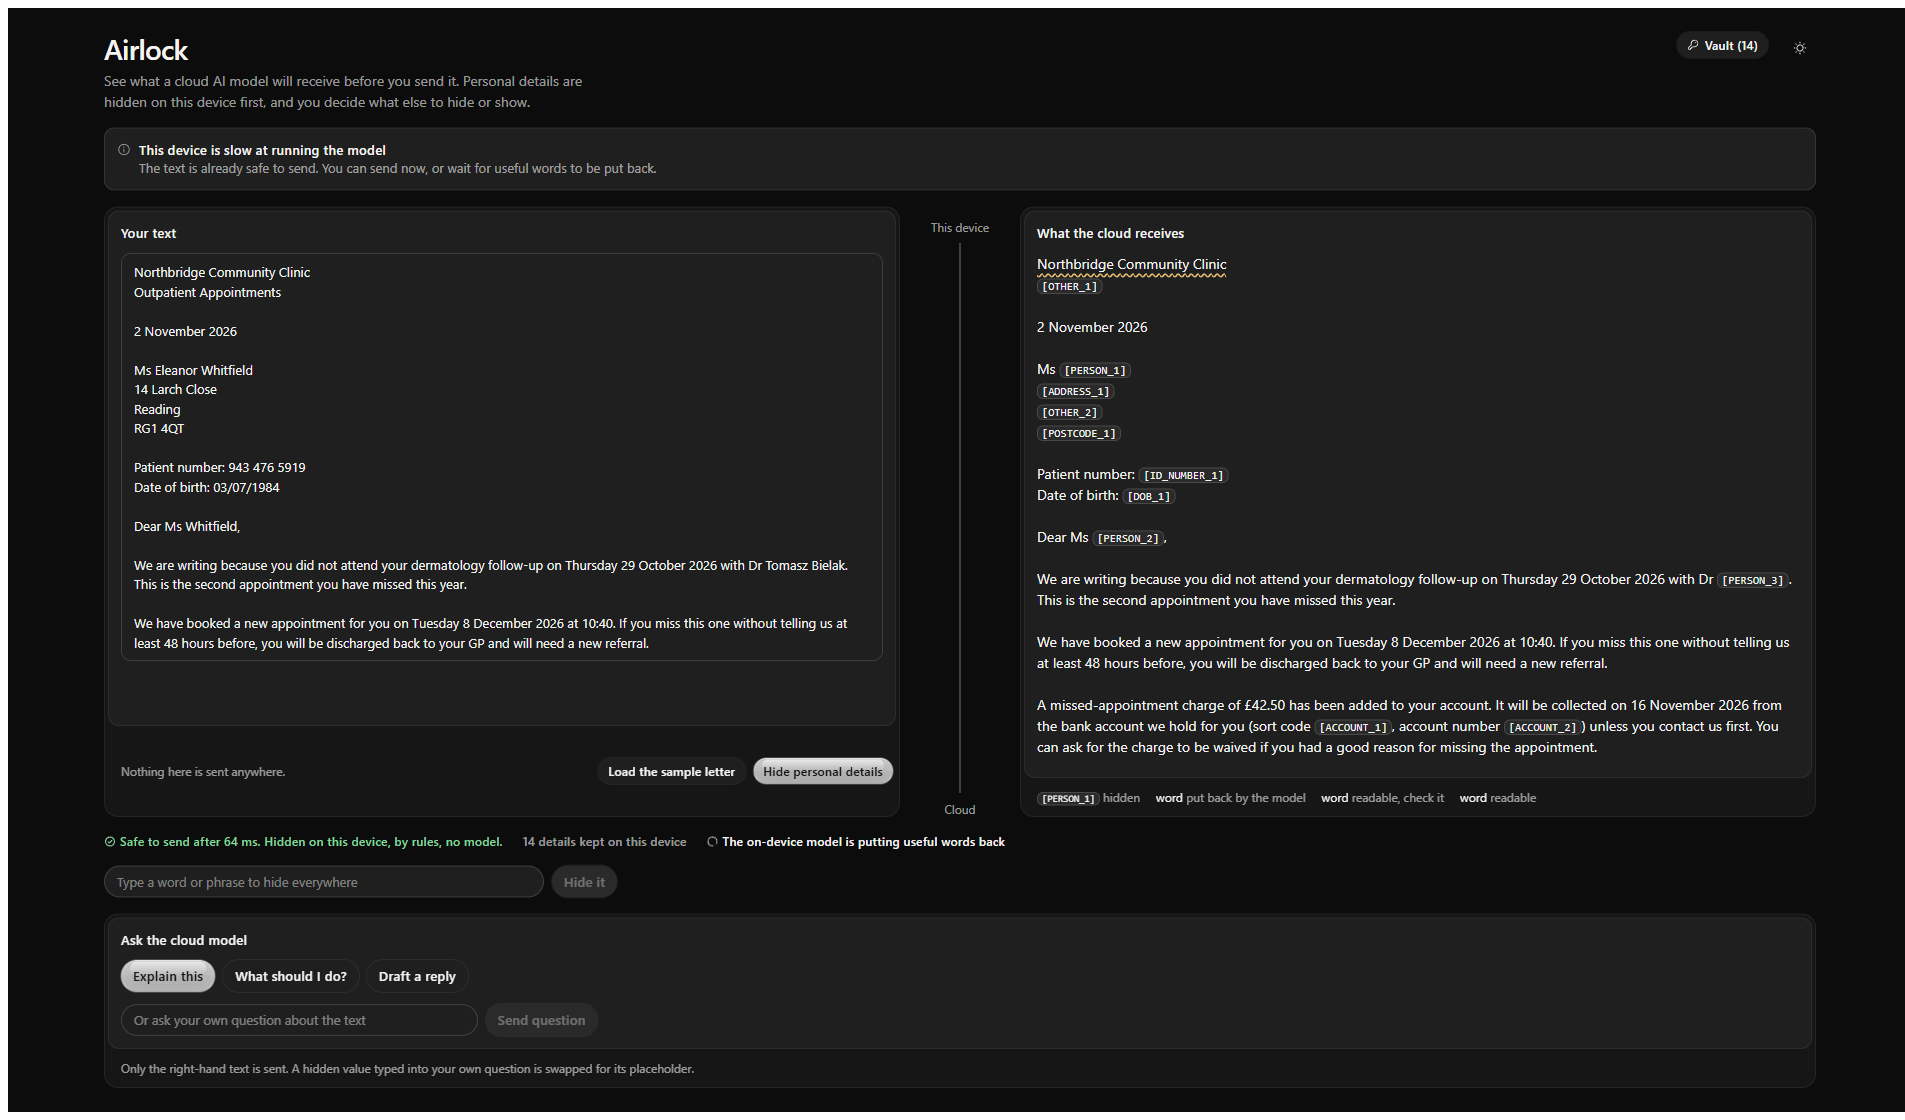 Airlock
Vault (14)
See what a cloud AI model will receive before you send it. Personal details are
hidden on this device first, and you decide what else to hide or show.
This device is slow at running the model
The text is already safe to send. You can send now, or wait for useful words to be put back.
Your text
Northbridge Community Clinic
Outpatient Appointments
2 November 2026
Ms Eleanor Whitfield
14 Larch Close
Reading
RG1 4QT
Patient number: 943 476 5919
Date of birth: 03/07/1984
Dear Ms Whitfield,
We are writing because you did not attend your dermatology follow-up on Thursday 29 October 2026 with Dr Tomasz Bielak.
This is the second appointment you have missed this year.
We have booked a new appointment for you on Tuesday 8 December 2026 at 10:40. If you miss this one without telling us at
least 48 hours before, you will be discharged back to your GP and will need a new referral.
Nothing here is sent anywhere.
Load the sample letter
Hide personal details
This device
Cloud
What the cloud receives
Northbridge Community Clinic
[OTHER_1]
2 November 2026
Ms [PERSON_1]
[ADDRESS_1]
[OTHER_2]
[POSTCODE_1]
Patient number: [ID_NUMBER_1]
Date of birth: [DOB_1]
Dear Ms [PERSON_2],
We are writing because you did not attend your dermatology follow-up on Thursday 29 October 2026 with Dr [PERSON_3].
This is the second appointment you have missed this year.
We have booked a new appointment for you on Tuesday 8 December 2026 at 10:40. If you miss this one without telling us
at least 48 hours before, you will be discharged back to your GP and will need a new referral.
A missed-appointment charge of £42.50 has been added to your account. It will be collected on 16 November 2026 from
the bank account we hold for you (sort code [ACCOUNT_1], account number [ACCOUNT_2]) unless you contact us first. You
can ask for the charge to be waived if you had a good reason for missing the appointment.
[PERSON_1] hidden word put back by the model word readable, check it word readable
Safe to send after 64 ms. Hidden on this device, by rules, no model. 14 details kept on this device The on-device model is putting useful words back
Type a word or phrase to hide everywhere
Hide it
Ask the cloud model
Explain this
What should I do?
Draft a reply
Or ask your own question about the text
Send question
Only the right-hand text is sent. A hidden value typed into your own question is swapped for its placeholder.